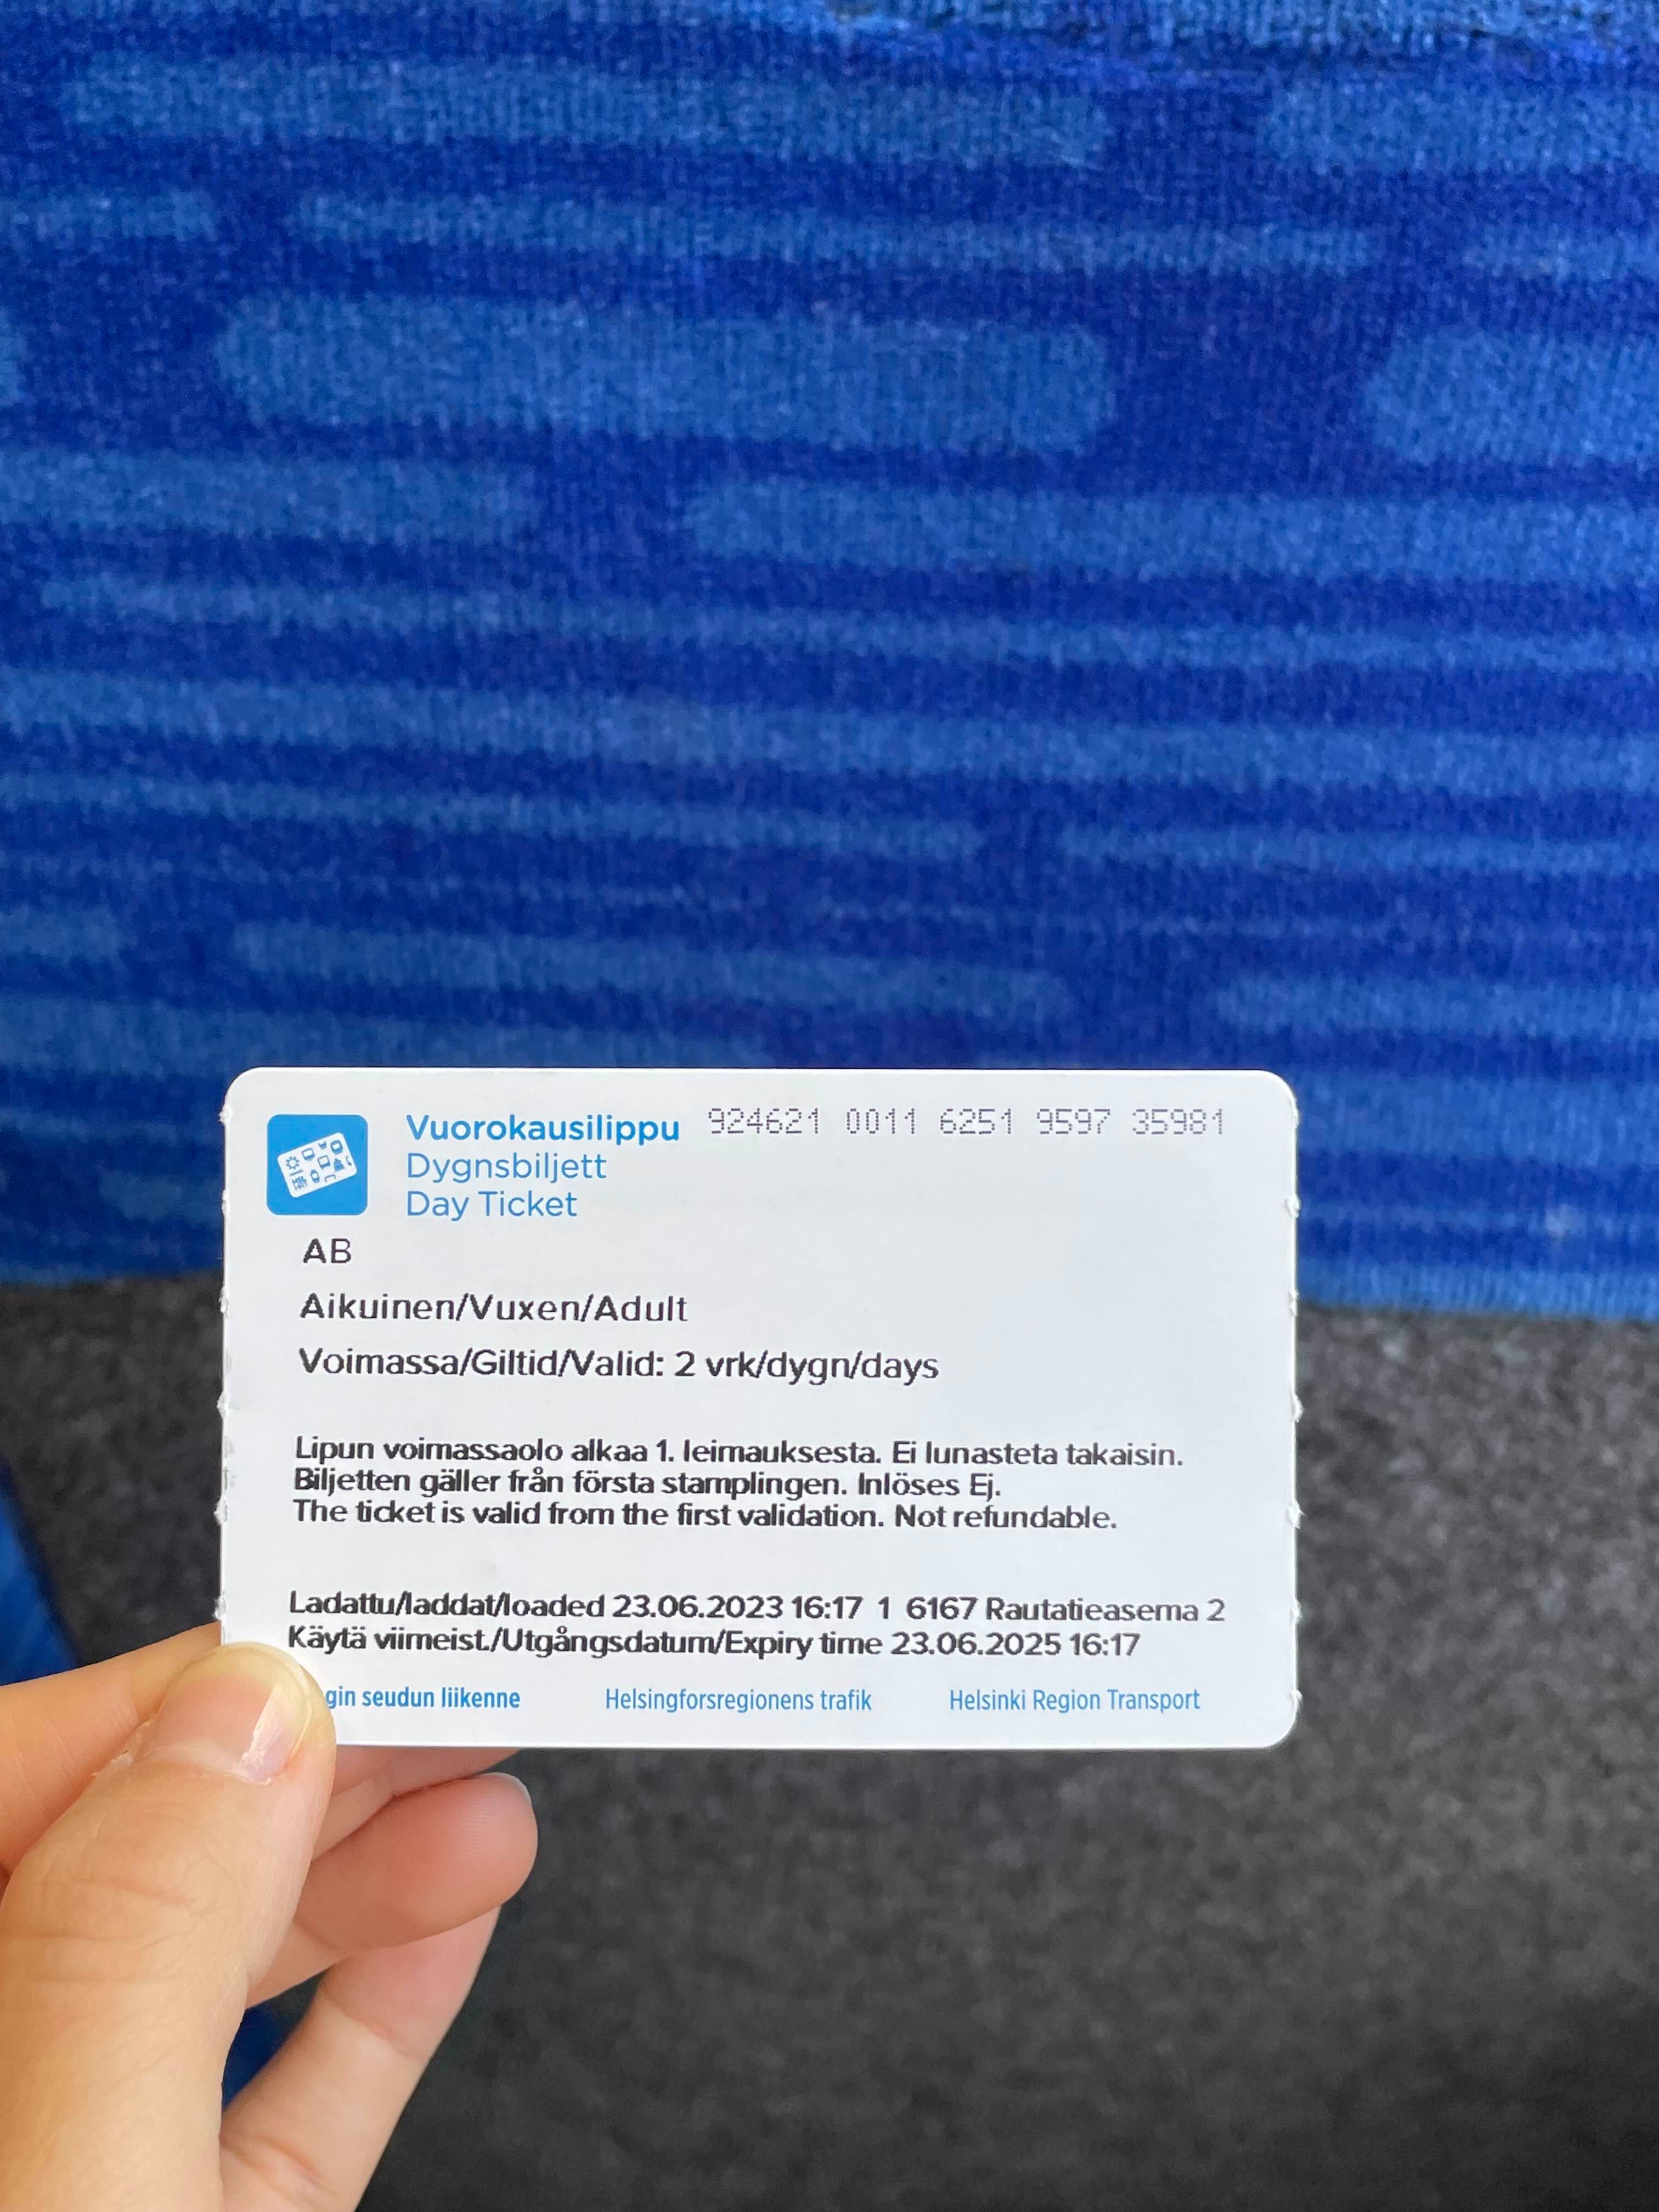 Vuorokausilippu 924621 0011 6251 9597 35981
Dygnsbiljett
Day Ticket
AB
Aikuinen/Vuxen/Adult
Voimassa/Giltid/Valid: 2 vrk/dygn/days
Lipun voimassaolo alkaa 1. leimauksesta. Ei lunasteta takaisin.
Biljetten gäller från första stamplingen. Inlöses Ej.
The ticket is valid from the first validation. Not refundable.
Ladattu/laddat/loaded 23.06.2023 16:17 1 6167 Rautatieasema 2
Käytä viimeist./Utgångsdatum/Expiry time 23.06.2025 16:17
gin seudun liikenne Helsingforsregionens trafik Helsinki Region Transport